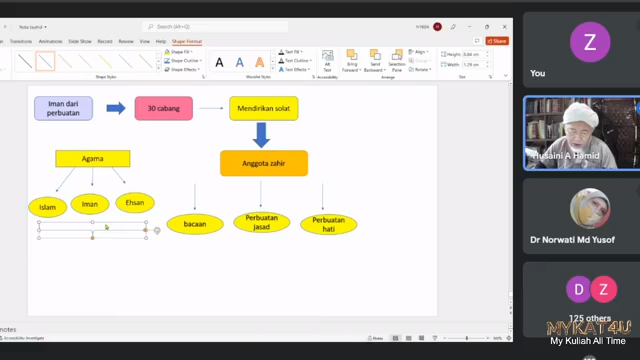 Nota tauhid
Search
Transitions
Animations
Slide Show
Record
Review
View
Help
Shape Format
Share
Shape Fill
Shape Outline
Shape Effects
Text Fill
Text Outline
Text Effects
Alt
Text
Bring
Forward
Send
Backward
Selection
Pane
Align
Group
Rotate
Height:
Width:
Shape Styles
WordArt Styles
Accessibility
Arrange
Size
Iman dari
perbuatan
30 cabang
Mendirikan solat
Agama
Anggota zahir
Islam
Iman
Ehsan
bacaan
Perbuatan
jasad
Perbuatan
hati
notes
Accessibility: Investigate
Notes
Z
You
Husaini A Hamid
Dr Norwati Md Yusof
D
Z
125 others
MYKAT4U
My Kuliah All Time